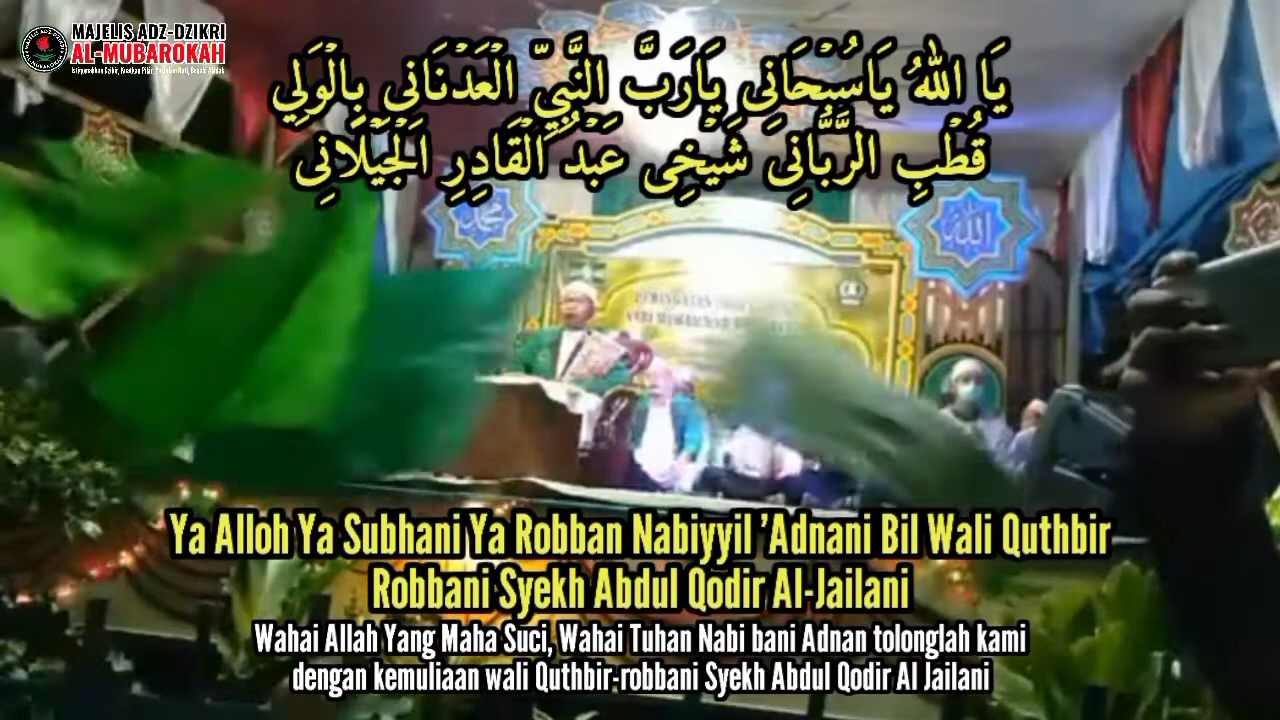 MAJELIS ADZ-DZIKRI
AL-MUBAROKAH
يَا اللهُ يَاسُبْحَانِي يَارَبَّ النَّبِيِّ الْعَدْنَانِي بِالْوَلِي
قُطْبِ الرَّبَّانِى شَيْخِى عَبْدُ الْقَادِرِ الْجَيْلَانِى
محمد
الله
Ya Alloh Ya Subhani Ya Robban Nabiyyil 'Adnani Bil Wali Quthbir
Robbani Syekh Abdul Qodir Al-Jailani
Wahai Allah Yang Maha Suci, Wahai Tuhan Nabi bani Adnan tolonglah kami
dengan kemuliaan wali Quthbir-robbani Syekh Abdul Qodir Al Jailani